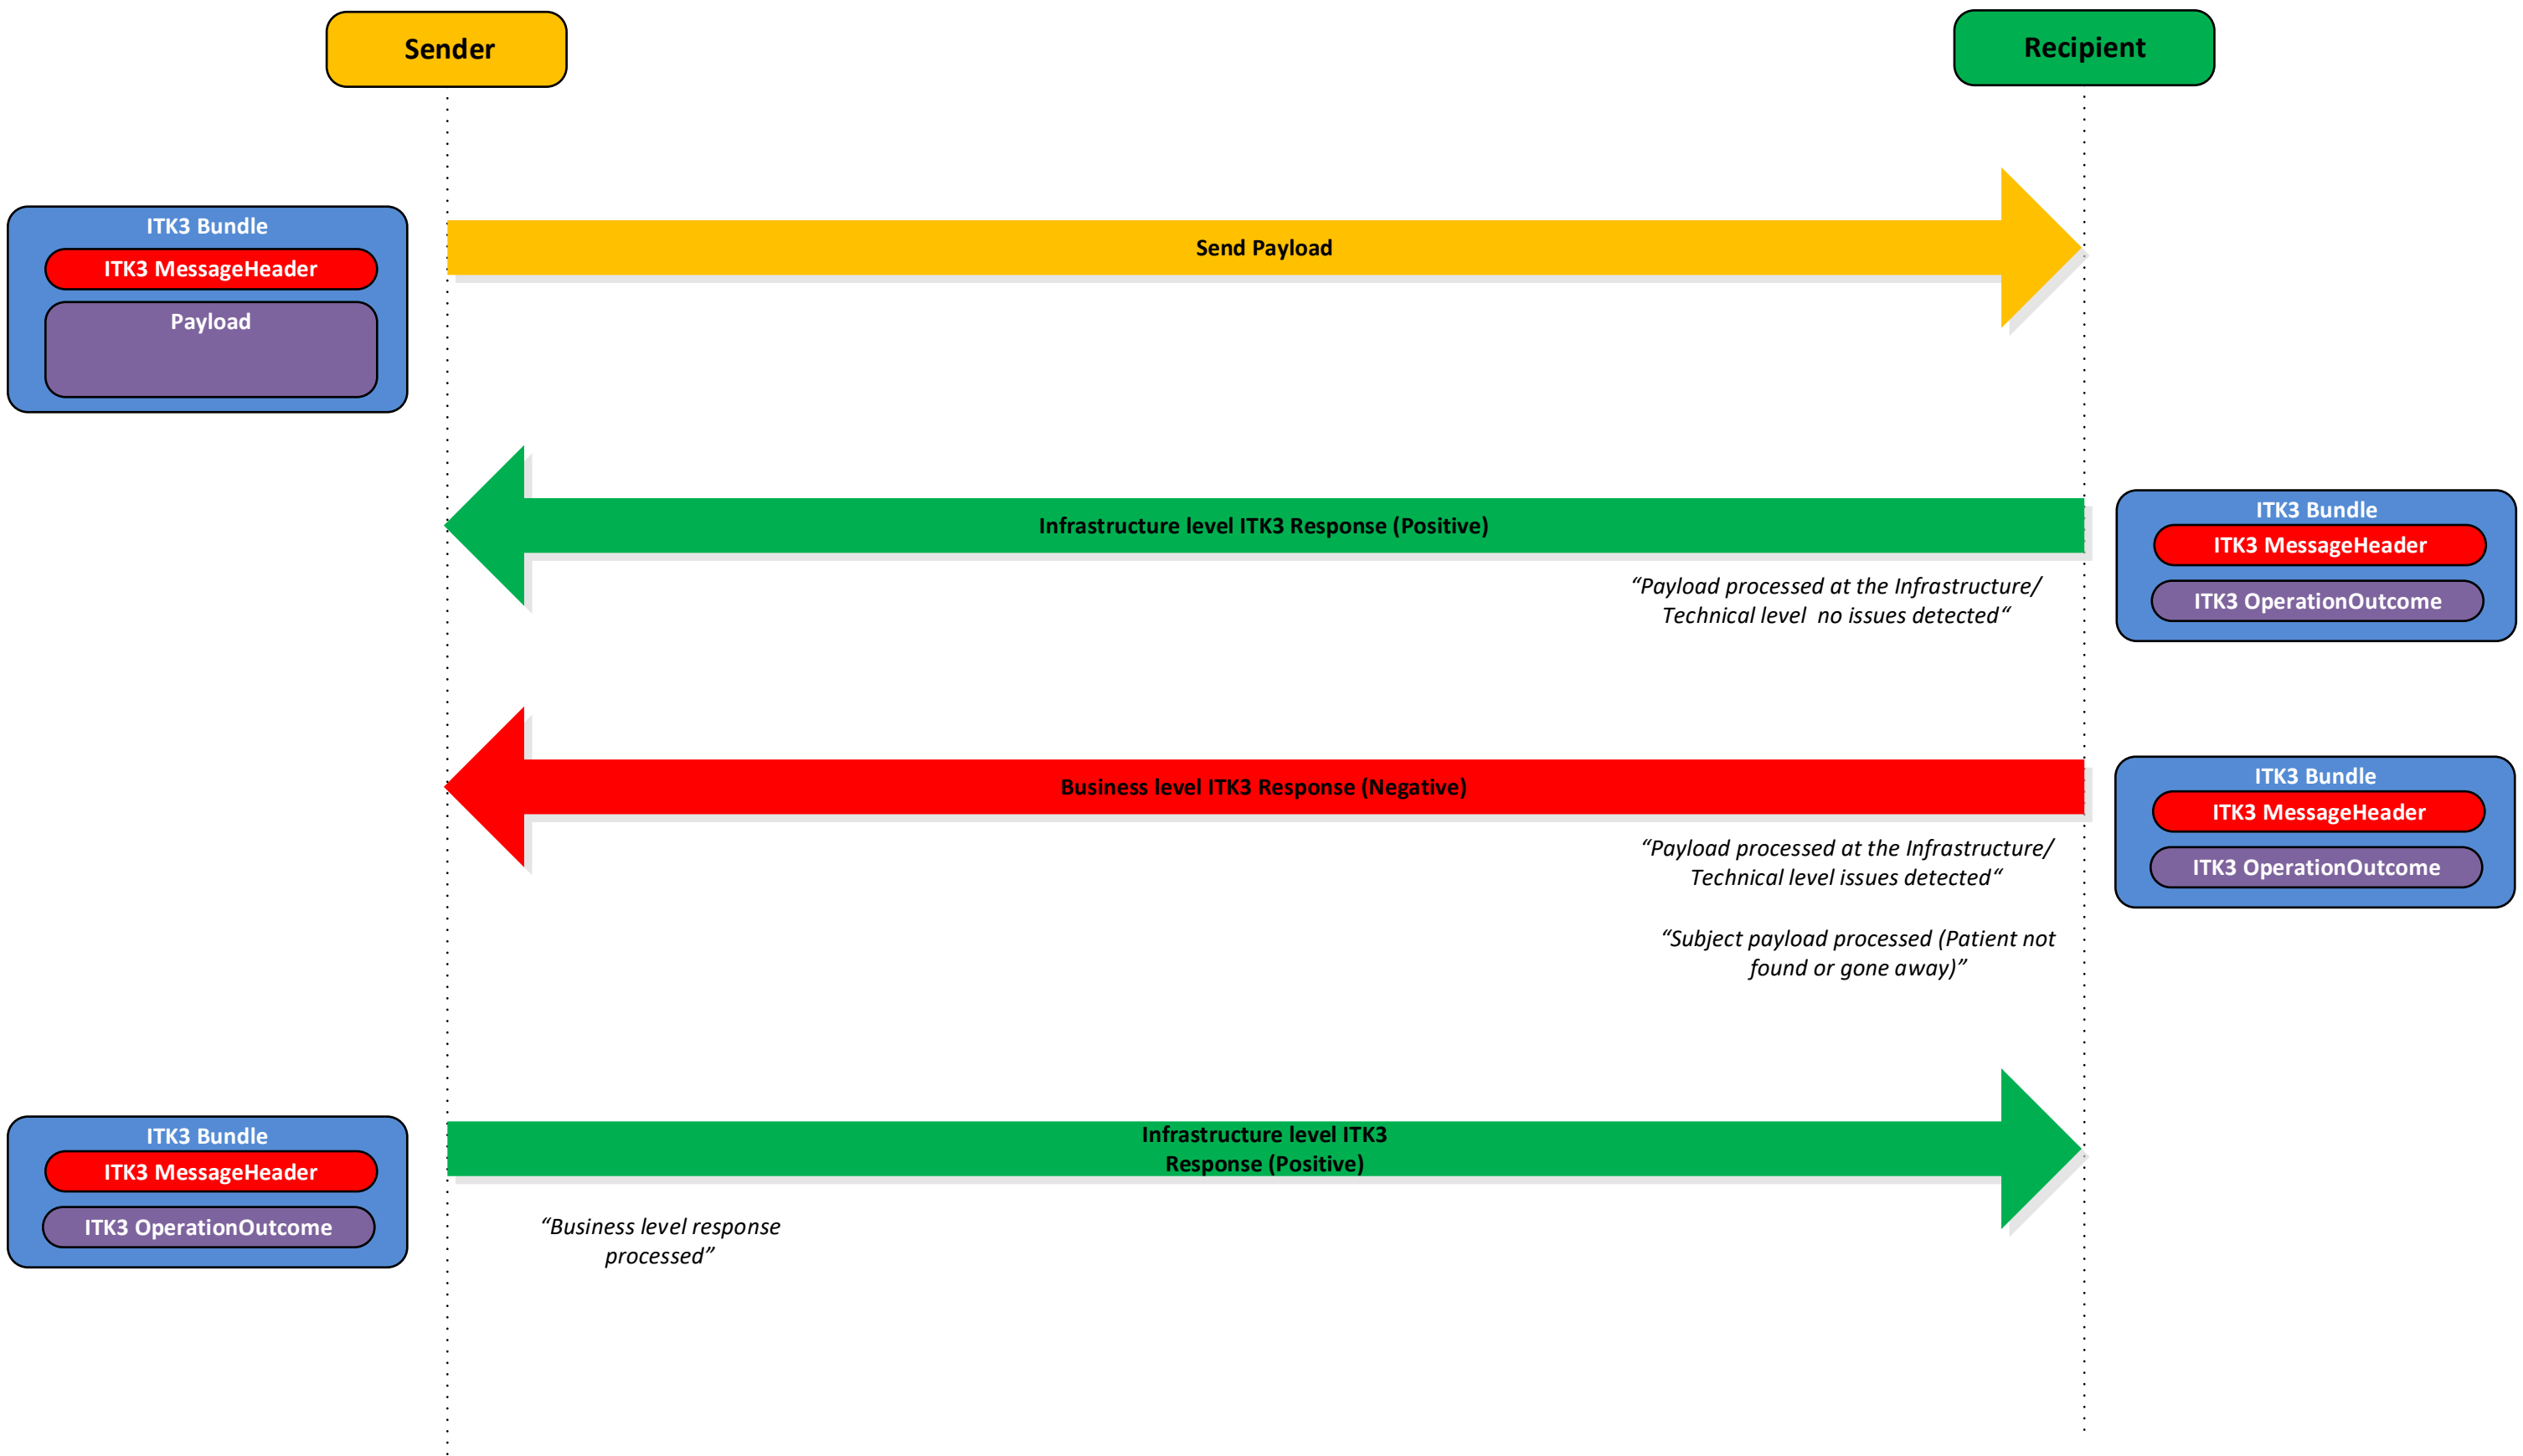 Sender
Recipient
ITK3 Bundle
ITK3 MessageHeader
Payload
Send Payload
Infrastructure level ITK3 Response (Positive)
“Payload processed at the Infrastructure/
Technical level  no issues detected“
ITK3 Bundle
ITK3 MessageHeader
ITK3 OperationOutcome
Business level ITK3 Response (Negative)
“Payload processed at the Infrastructure/
Technical level issues detected“
“Subject payload processed (Patient not
found or gone away)”
ITK3 Bundle
ITK3 MessageHeader
ITK3 OperationOutcome
ITK3 Bundle
ITK3 MessageHeader
ITK3 OperationOutcome
Infrastructure level ITK3
Response (Positive)
“Business level response
processed”